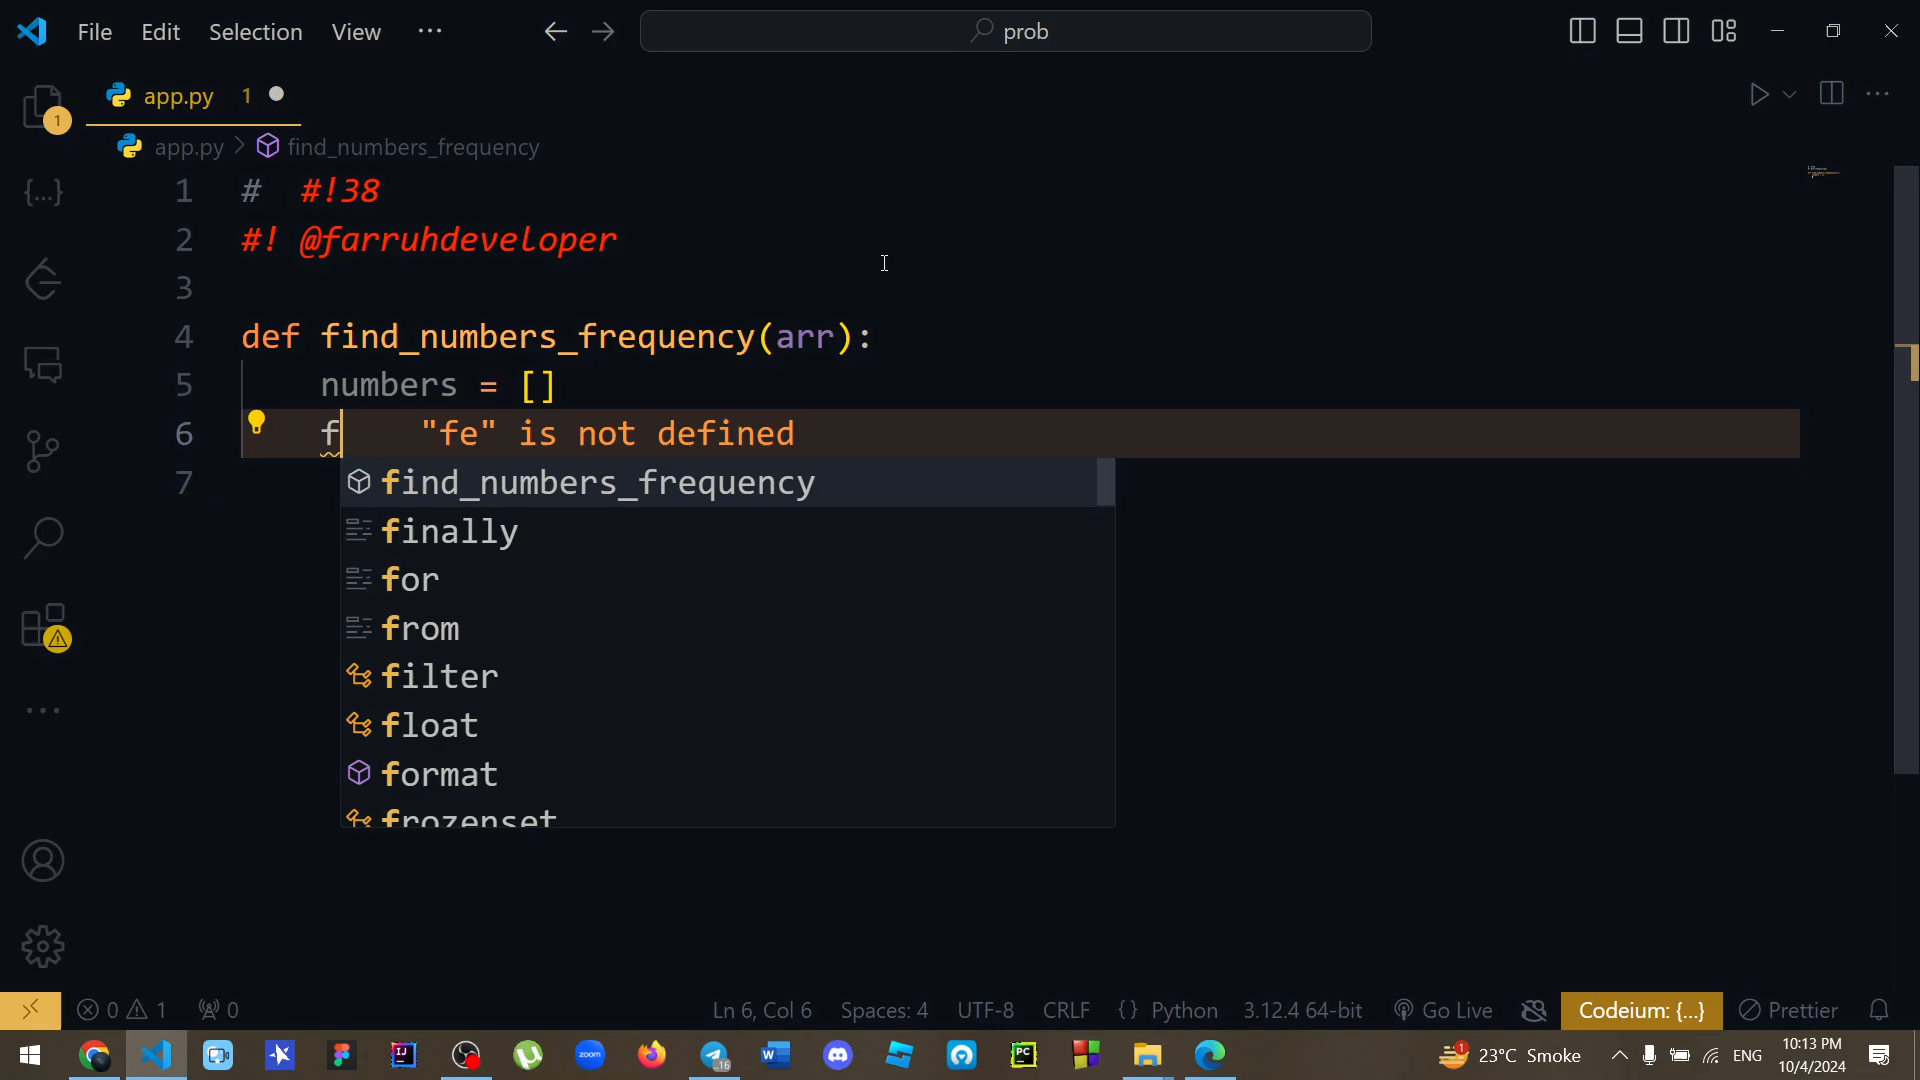 File Edit Selection View ···
prob
app.py 1
app.py > find_numbers_frequency
1 #  #!38
2 #! @farruhdeveloper
3
4 def find_numbers_frequency(arr):
5 numbers = []
6 f "fe" is not defined
7
find_numbers_frequency
finally
for
from
filter
float
format
frozenset
0 1 0 Ln 6, Col 6 Spaces: 4 UTF-8 CRLF {} Python 3.12.4 64-bit Go Live Codeium: {...} Prettier
23°C Smoke ENG 10:13 PM
10/4/2024